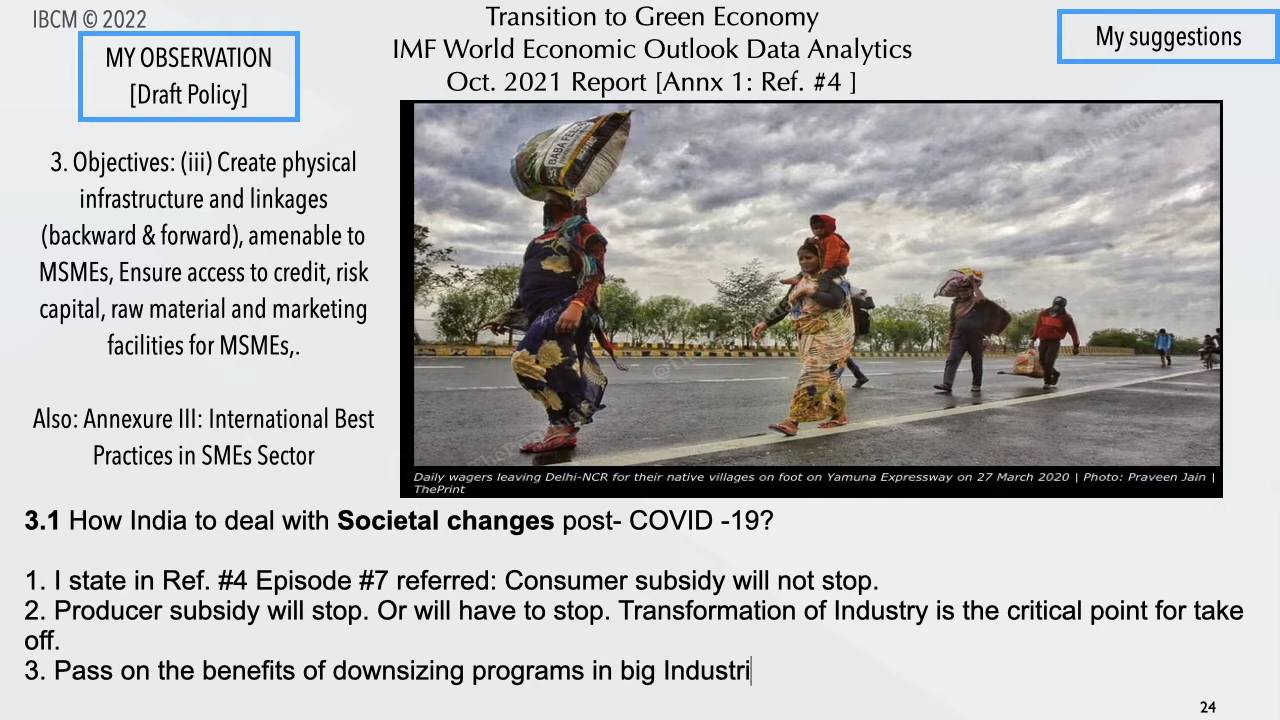 IBCM © 2022
MY OBSERVATION
[Draft Policy]
Transition to Green Economy
IMF World Economic Outlook Data Analytics
Oct. 2021 Report [Annx 1: Ref. #4 ]
My suggestions
3. Objectives: (iii) Create physical
infrastructure and linkages
(backward & forward), amenable to
MSMEs, Ensure access to credit, risk
capital, raw material and marketing
facilities for MSMEs,.
Also: Annexure III: International Best
Practices in SMEs Sector
BABA FEED
Daily wagers leaving Delhi-NCR for their native villages on foot on Yamuna Expressway on 27 March 2020 | Photo: Praveen Jain |
ThePrint
3.1 How India to deal with Societal changes post- COVID -19?
1. I state in Ref. #4 Episode #7 referred: Consumer subsidy will not stop.
2. Producer subsidy will stop. Or will have to stop. Transformation of Industry is the critical point for take
off.
3. Pass on the benefits of downsizing programs in big Industri
24